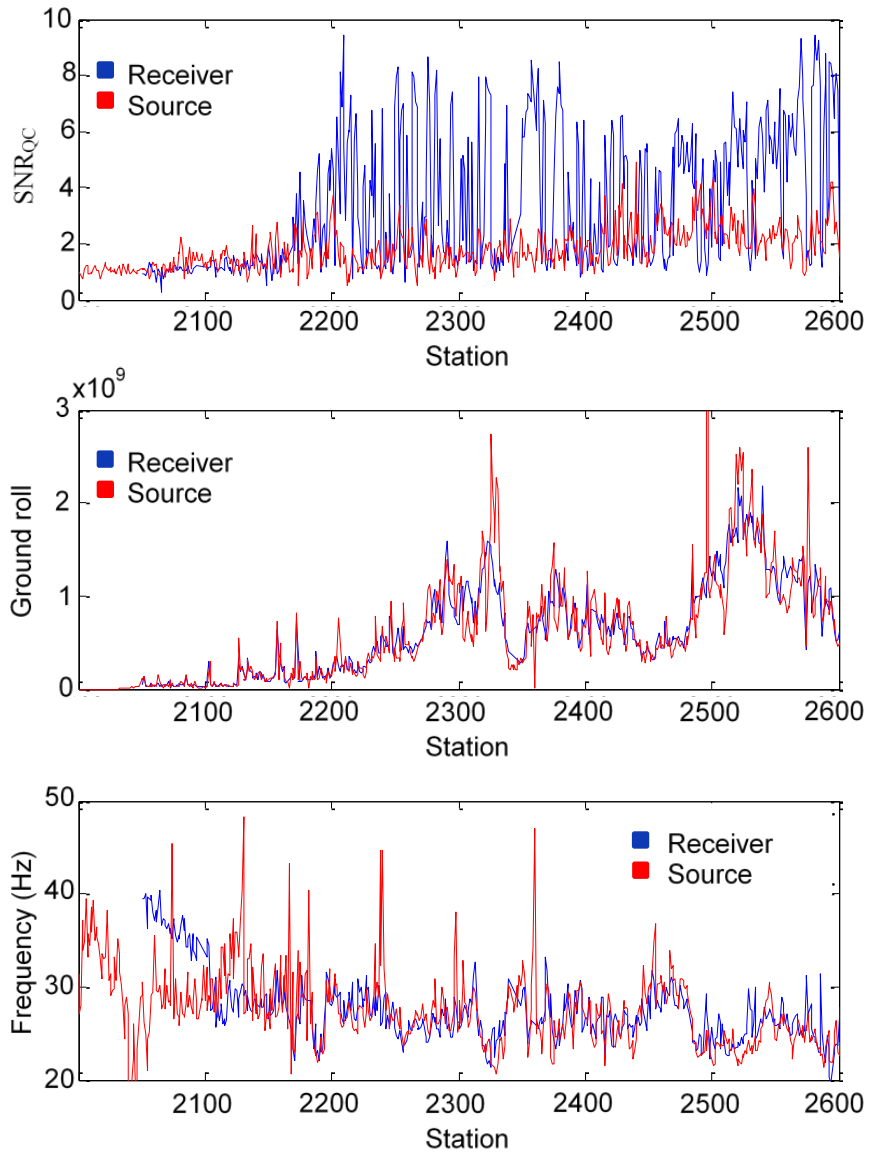 10
8
6
4
2
0
SNRQC
Receiver
Source
2100 2200 2300 2400 2500 2600
Station
x10^9
3
2
1
0
Ground roll
Receiver
Source
2100 2200 2300 2400 2500 2600
Station
50
40
30
20
Frequency (Hz)
Receiver
Source
2100 2200 2300 2400 2500 2600
Station